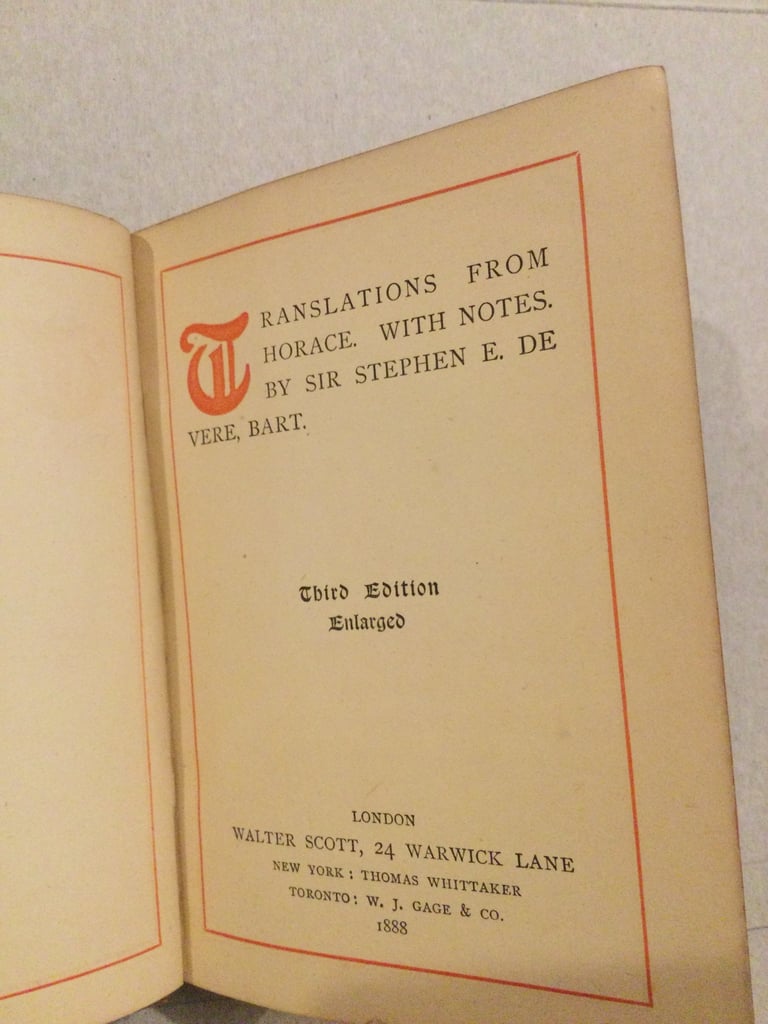 TRANSLATIONS FROM
HORACE. WITH NOTES.
BY SIR STEPHEN E. DE
VERE, BART.
Third Edition
Enlarged
LONDON
WALTER SCOTT, 24 WARWICK LANE
NEW YORK: THOMAS WHITTAKER
TORONTO: W. J. GAGE & CO.
1888